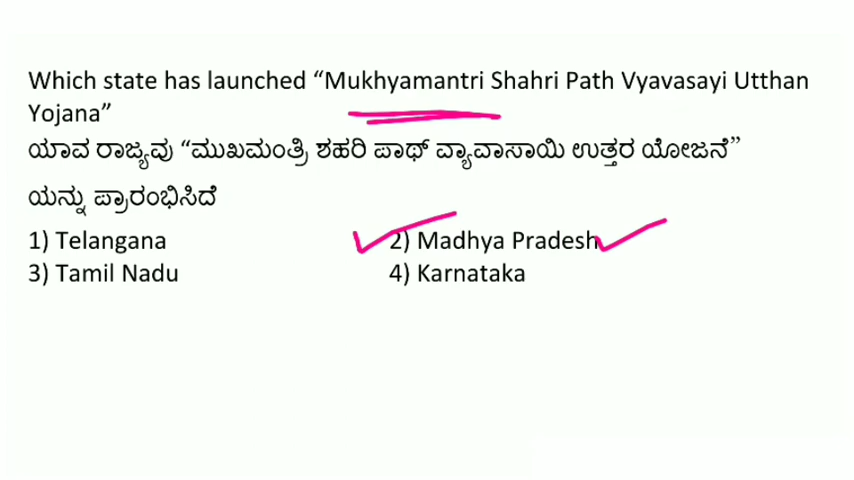 Which state has launched “Mukhyamantri Shahri Path Vyavasayi Utthan
Yojana”
ಯಾವ ರಾಜ್ಯವು “ಮುಖಮಂತ್ರಿ ಶಹರಿ ಪಾಥ್ ವ್ಯಾವಾಸಾಯಿ ಉತ್ತರ ಯೋಜನೆ”
ಯನ್ನು ಪ್ರಾರಂಭಿಸಿದೆ
1) Telangana 2) Madhya Pradesh
3) Tamil Nadu 4) Karnataka